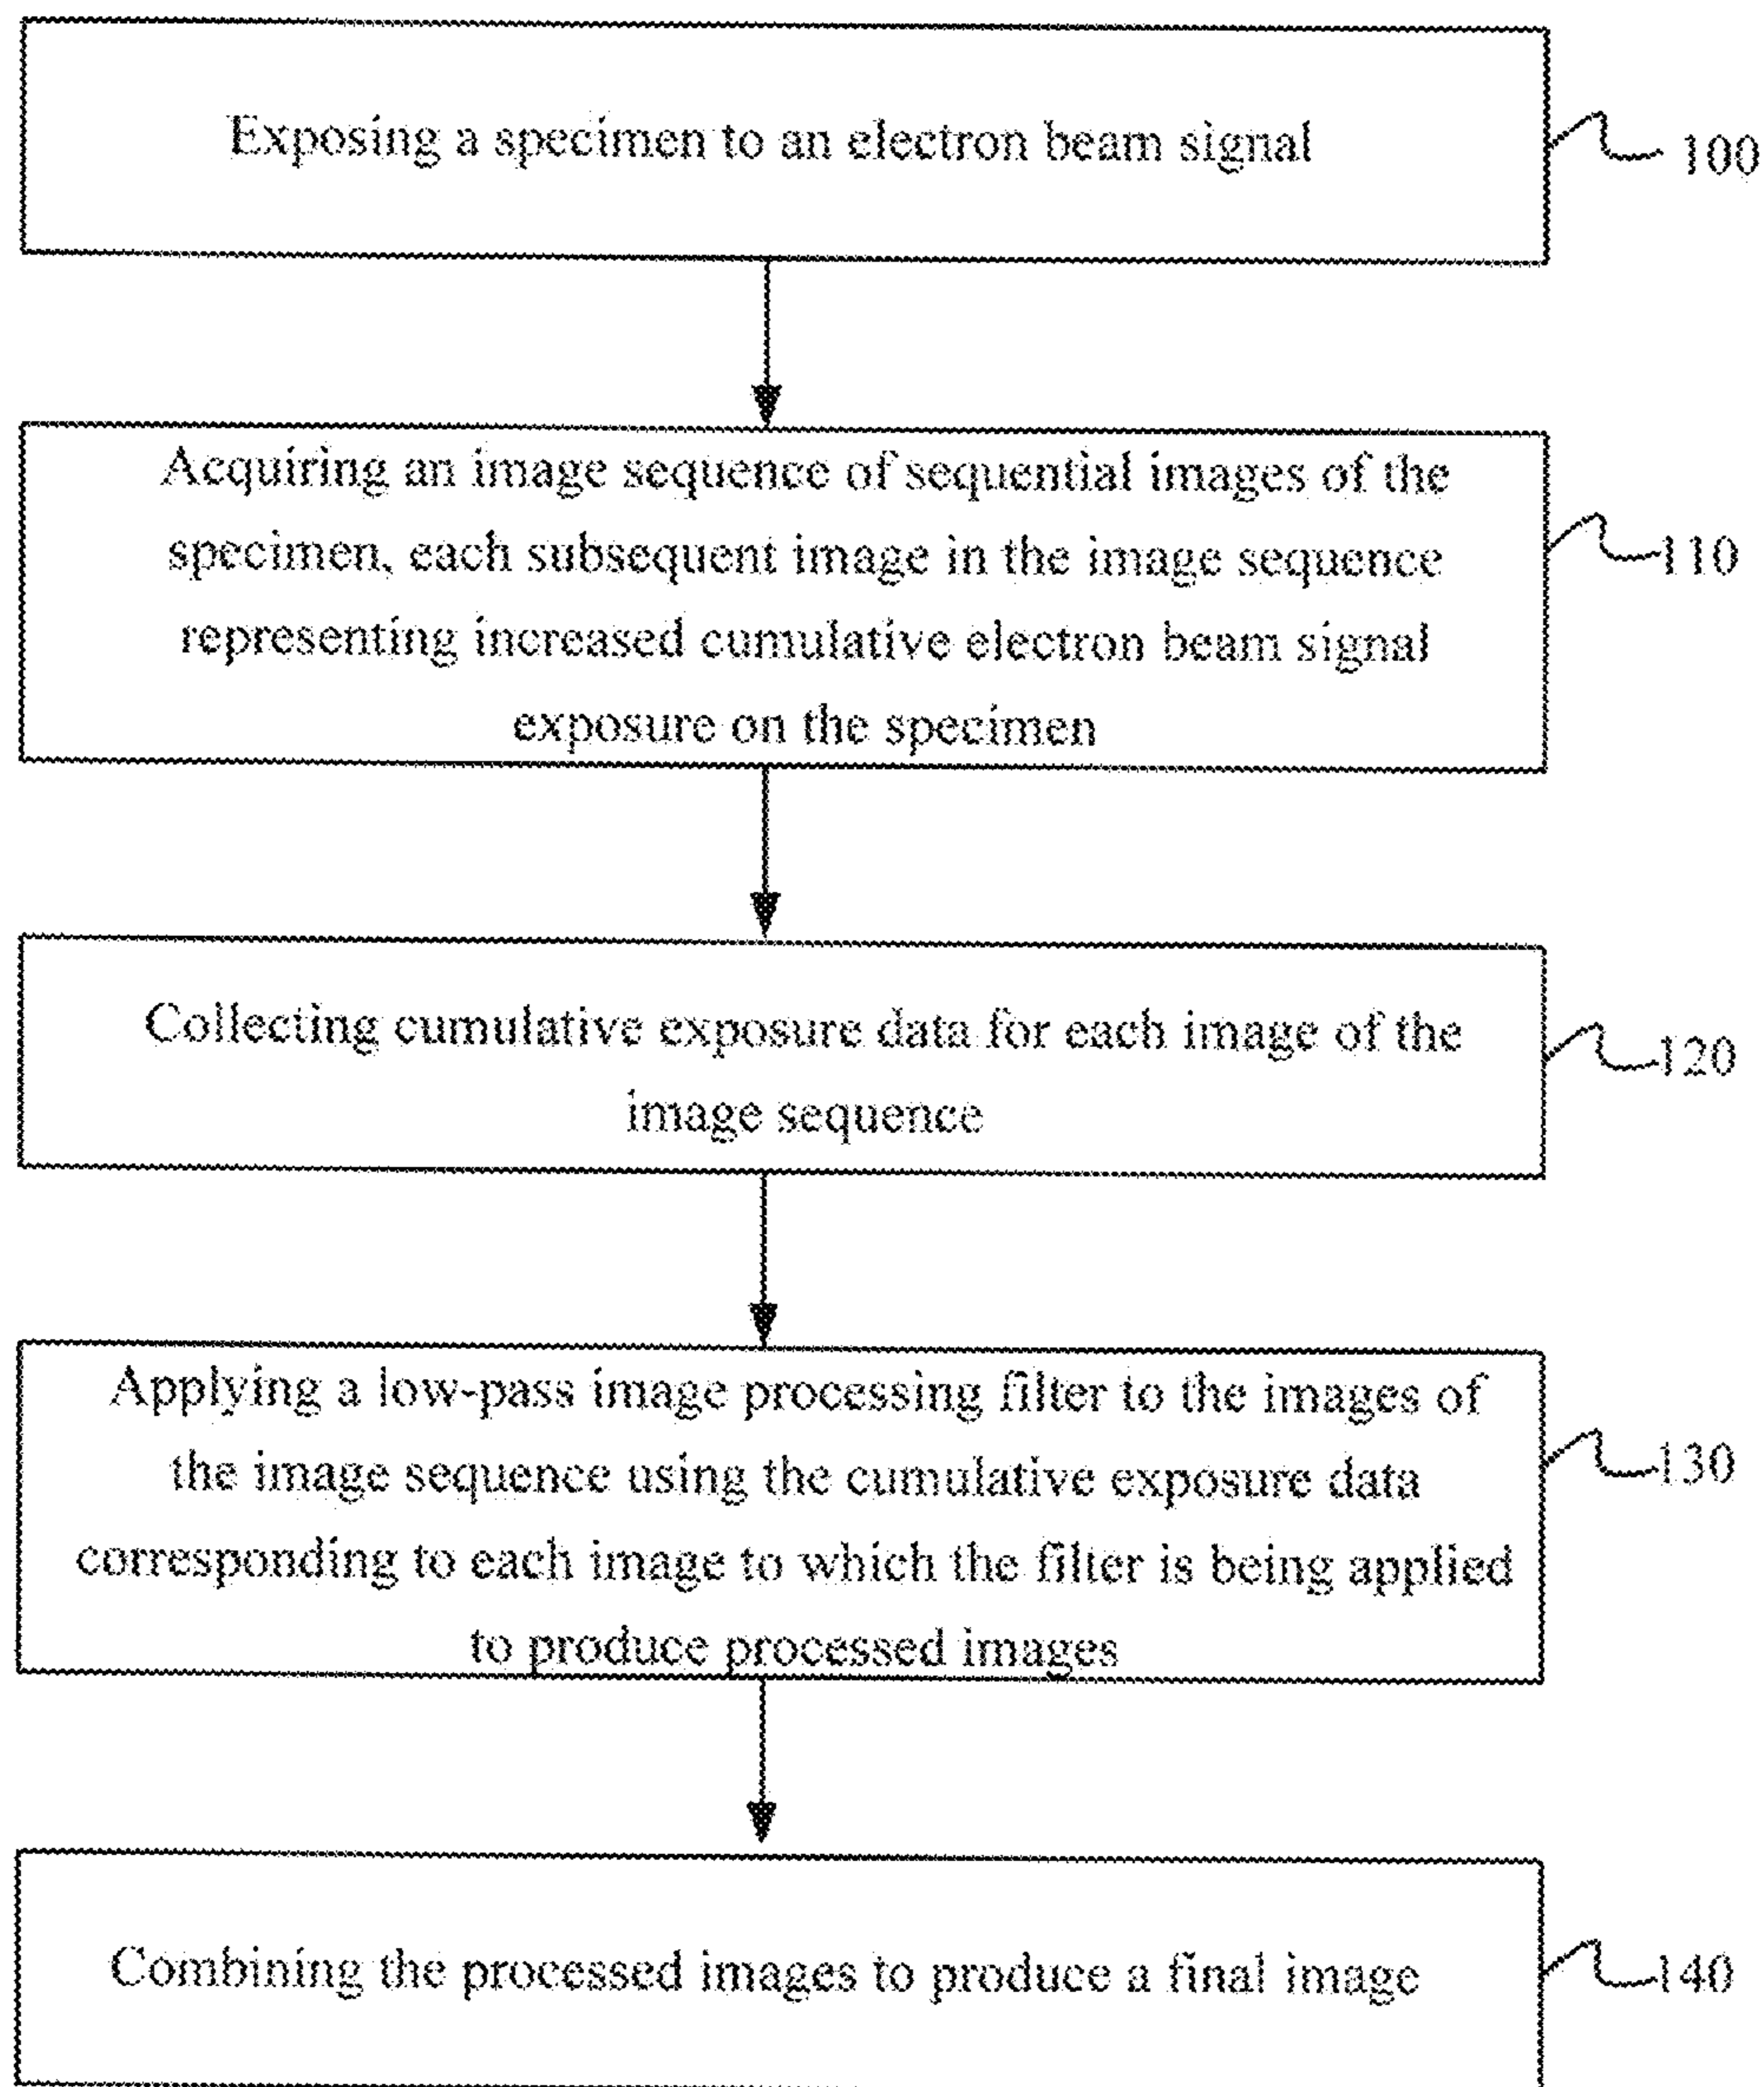 Exposing a specimen to an electron beam signal
100
Acquiring an image sequence of sequential images of the
specimen, each subsequent image in the image sequence
representing increased cumulative electron beam signal
exposure on the specimen
110
Collecting cumulative exposure data for each image of the
image sequence
120
Applying a low-pass image processing filter to the images of
the image sequence using the cumulative exposure data
corresponding to each image to which the filter is being applied
to produce processed images
130
Combining the processed images to produce a final image
140